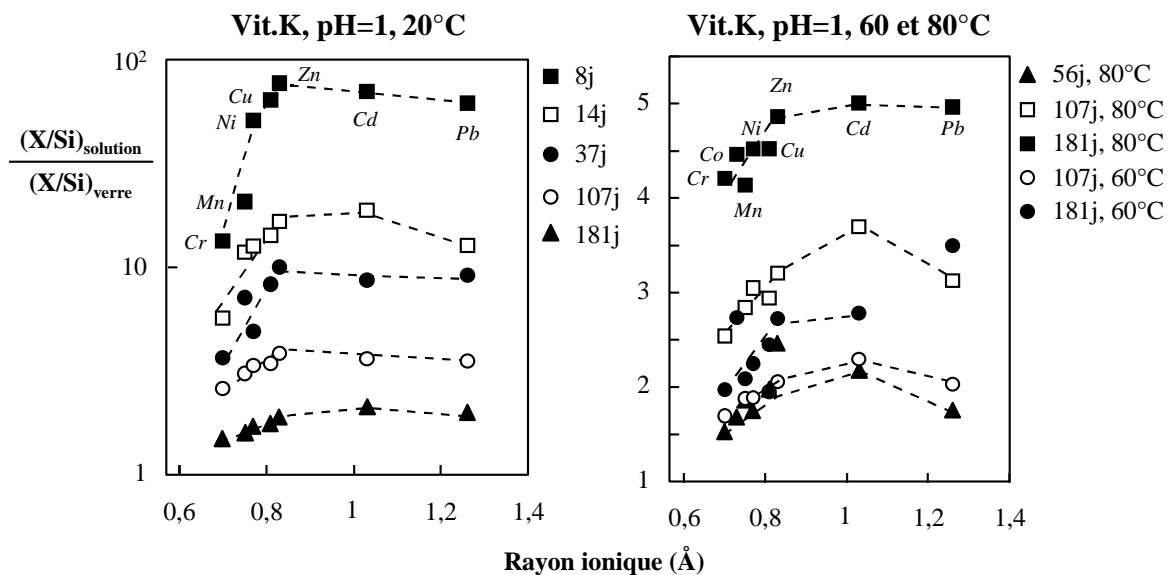 Vit.K, pH=1, 20°C
Vit.K, pH=1, 60 et 80°C
(X/Si)solution
(X/Si)verre
10²
10
1
Cr
Mn
Ni
Cu
Zn
Cd
Pb
0,6 0,8 1 1,2 1,4
8j
14j
37j
107j
181j
5
4
3
2
1
Cr
Co
Mn
Ni
Cu
Zn
Cd
Pb
0,6 0,8 1 1,2 1,4
56j, 80°C
107j, 80°C
181j, 80°C
107j, 60°C
181j, 60°C
Rayon ionique (Å)